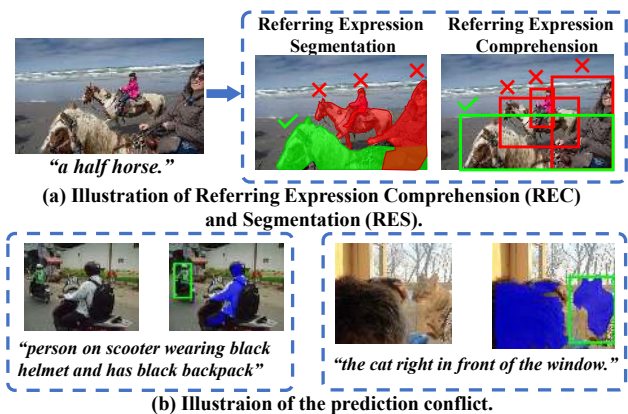 Referring Expression
Segmentation
Referring Expression
Comprehension
"a half horse."
(a) Illustration of Referring Expression Comprehension (REC)
and Segmentation (RES).
"person on scooter wearing black
helmet and has black backpack"
"the cat right in front of the window."
(b) Illustraion of the prediction conflict.